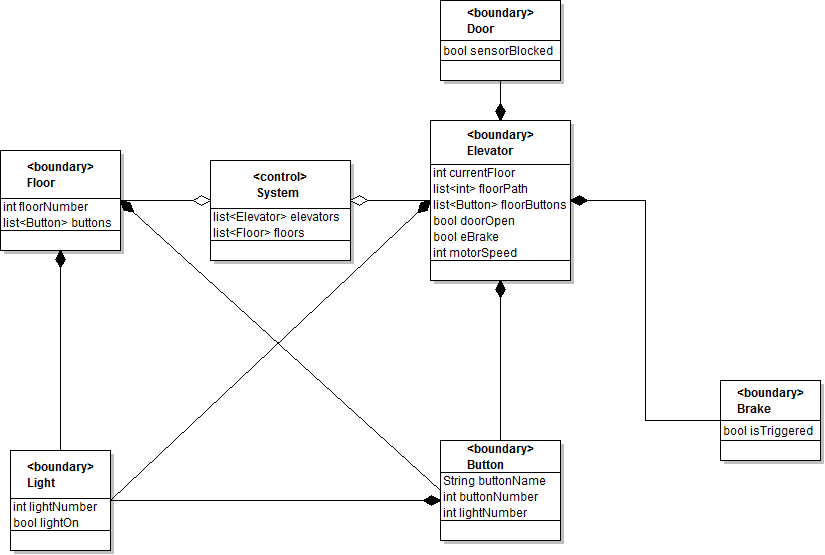 <boundary>
Door
bool sensorBlocked
<boundary>
Elevator
int currentFloor
list<int> floorPath
list<Button> floorButtons
bool doorOpen
bool eBrake
int motorSpeed
<boundary>
Floor
int floorNumber
list<Button> buttons
<control>
System
list<Elevator> elevators
list<Floor> floors
<boundary>
Brake
bool isTriggered
<boundary>
Light
int lightNumber
bool lightOn
<boundary>
Button
String buttonName
int buttonNumber
int lightNumber